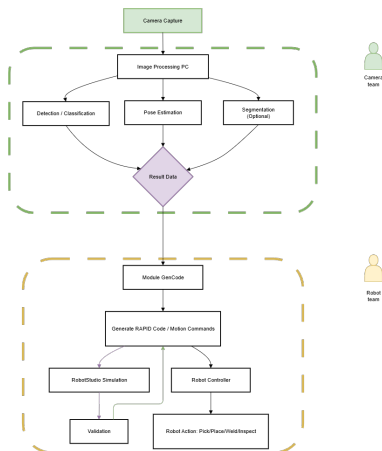 Camera Capture
Image Processing PC
Detection / Classification
Pose Estimation
Segmentation
(Optional)
Result Data
Camera
team
Module GenCode
Generate RAPID Code / Motion Commands
RobotStudio Simulation
Robot Controller
Validation
Robot Action: Pick/Place/Weld/Inspect
Robot
team